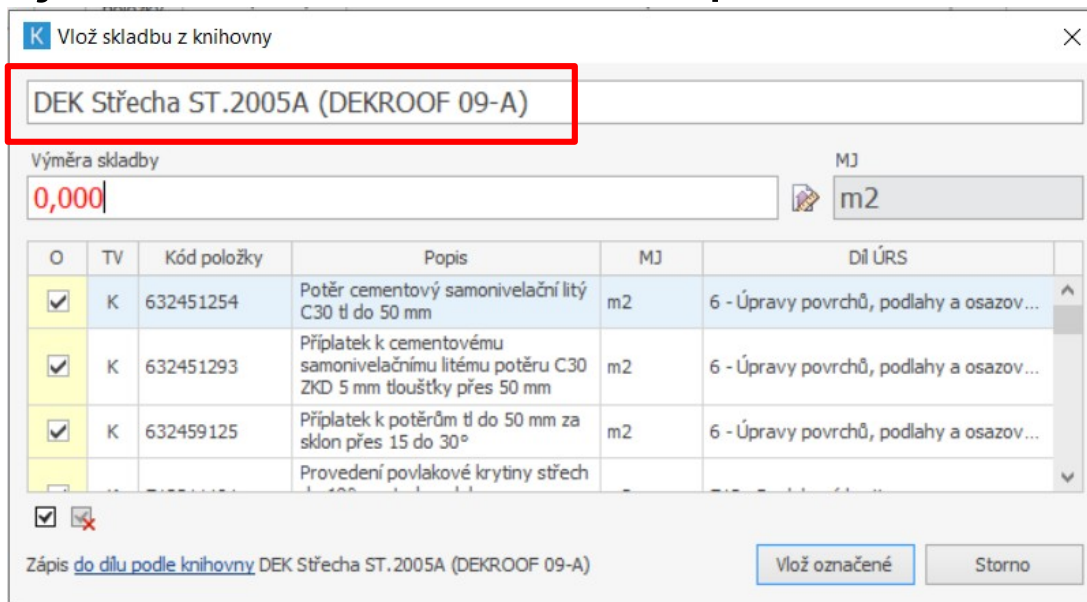 K Vlož skladbu z knihovny
DEK Střecha ST.2005A (DEKROOF 09-A)
Výměra skladby MJ
0,000 m2
O TV Kód položky Popis MJ Díl ÚRS
K 632451254 Potěr cementový samonivelační litý C30 tl do 50 mm m2 6 - Úpravy povrchů, podlahy a osazov...
K 632451293 Příplatek k cementovému samonivelačnímu litému potěru C30 ZKD 5 mm tloušťky přes 50 mm m2 6 - Úpravy povrchů, podlahy a osazov...
K 632459125 Příplatek k potěrům tl do 50 mm za sklon přes 15 do 30° m2 6 - Úpravy povrchů, podlahy a osazov...
Provedení povlakové krytiny střech
Zápis do dílu podle knihovny DEK Střecha ST.2005A (DEKROOF 09-A) Vlož označené Storno